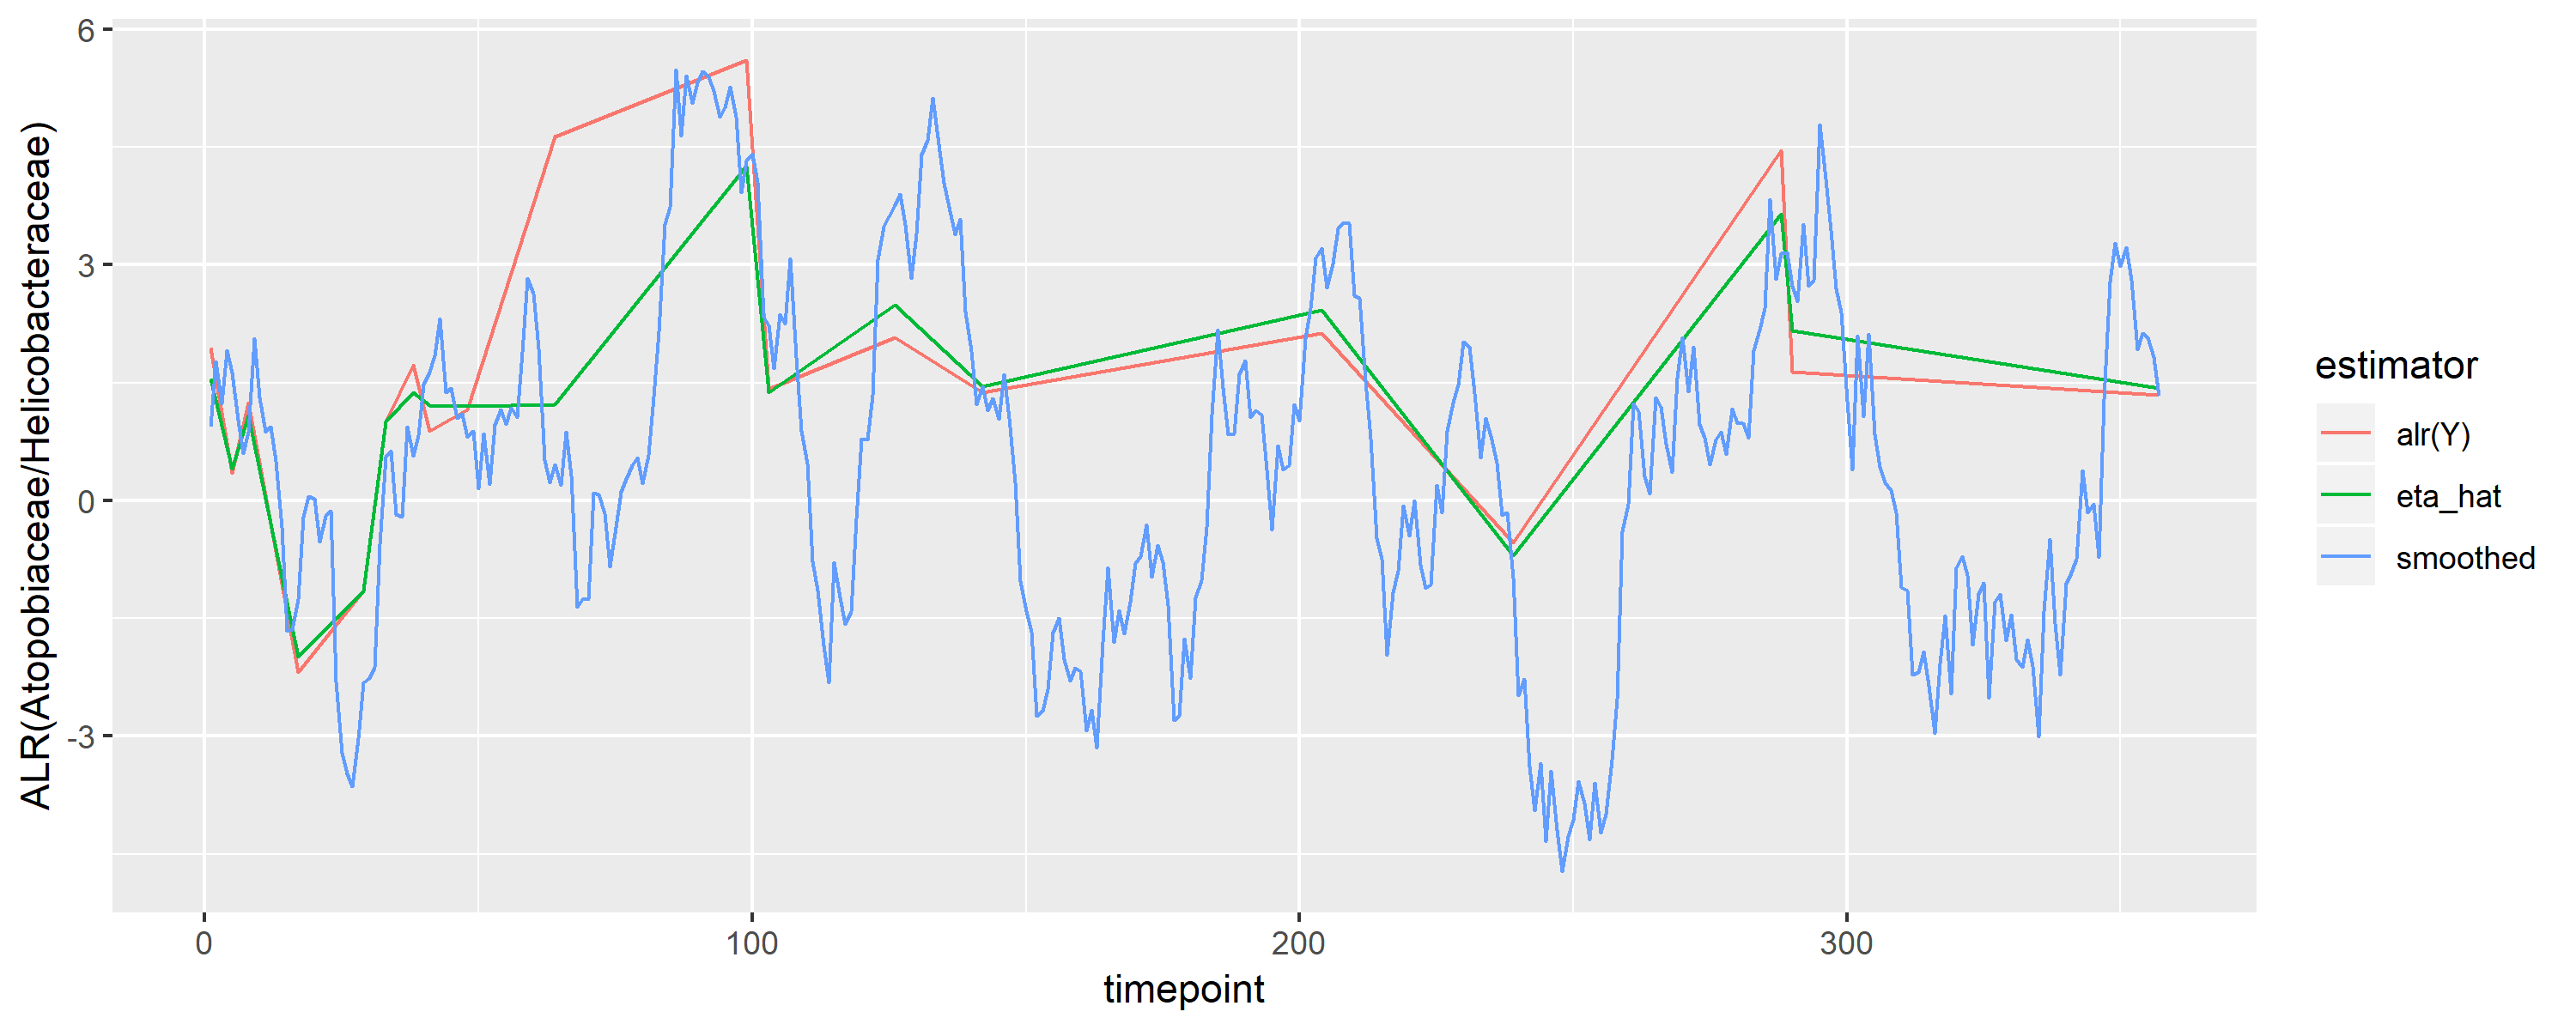 ALR(Atopobiaceae/Helicobacteraceae)
6
3
0
-3
0
100
200
300
timepoint
estimator
alr(Y)
eta_hat
smoothed